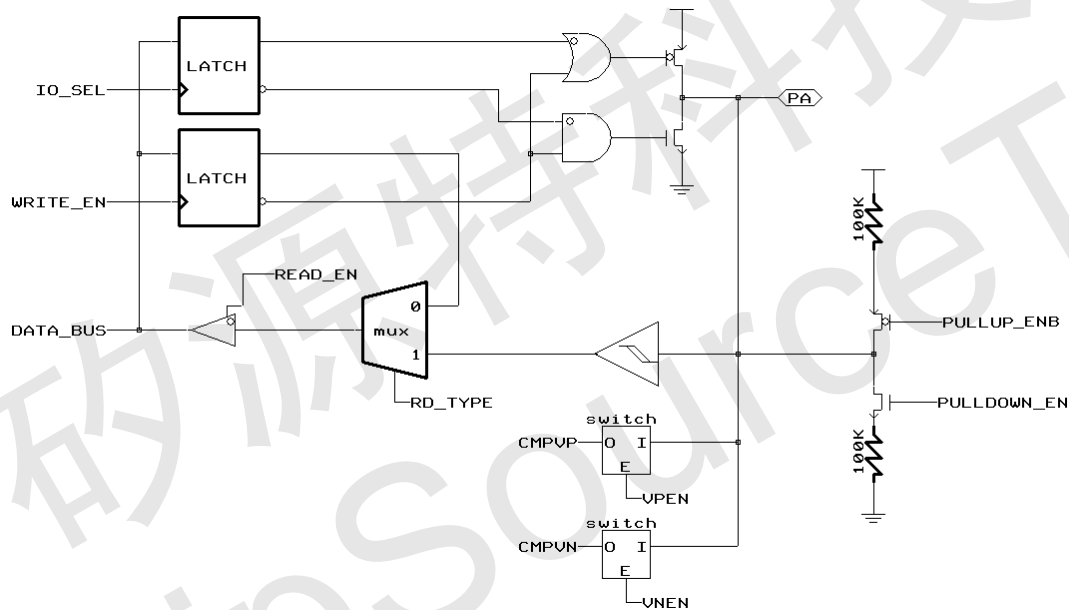 LATCH
IO_SEL
PA
LATCH
WRITE_EN
100K
READ_EN
0
DATA_BUS
mux
PULLUP_ENB
1
RD_TYPE
PULLDOWN_EN
switch
CMPVP
O I
E
100K
VPEN
switch
CMPVN
O I
E
VNEN
矽源特科技
inSource T